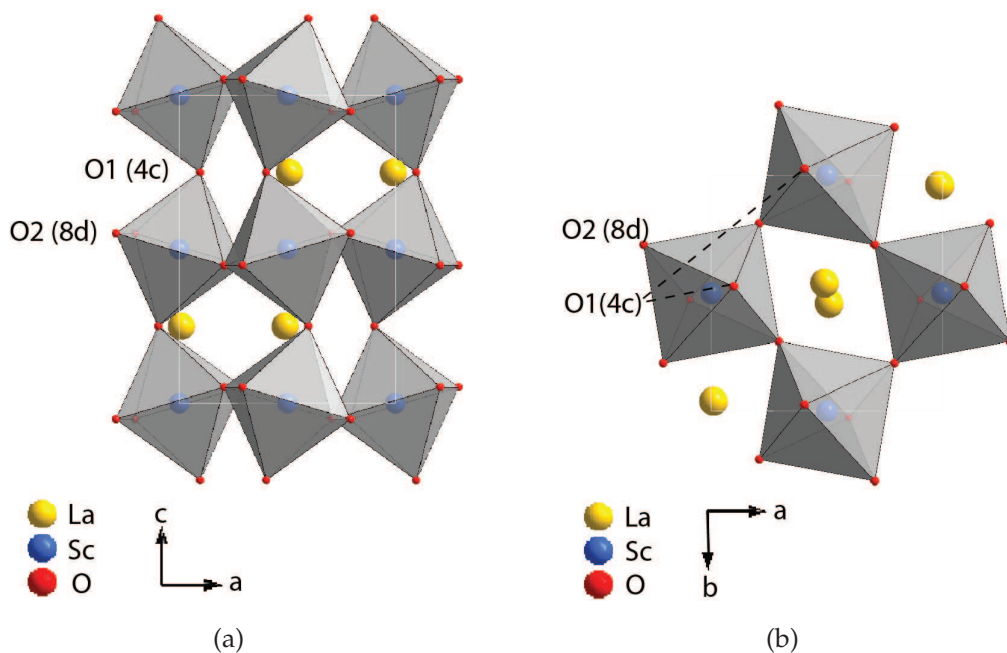 O1 (4c)
O2 (8d)
La
Sc
O
c
a
(a)
O2 (8d)
O1(4c)
La
Sc
O
a
b
(b)